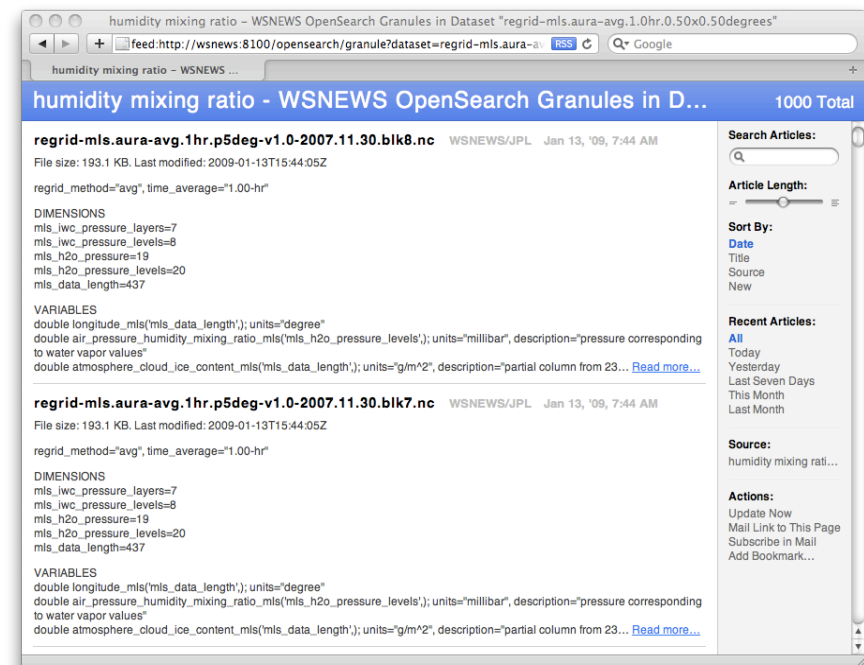 humidity mixing ratio – WSNEWS OpenSearch Granules in Dataset "regrid-mls.aura-avg.1.0hr.0.50x0.50degrees"
feed:http://wsnews:8100/opensearch/granule?dataset=regrid-mls.aura-av RSS Google
humidity mixing ratio – WSNEWS ...
humidity mixing ratio - WSNEWS OpenSearch Granules in D... 1000 Total
regrid-mls.aura-avg.1hr.p5deg-v1.0-2007.11.30.blk8.nc WSNEWS/JPL Jan 13, '09, 7:44 AM
File size: 193.1 KB. Last modified: 2009-01-13T15:44:05Z
regrid_method="avg", time_average="1.00-hr"
DIMENSIONS
mls_iwc_pressure_layers=7
mls_iwc_pressure_levels=8
mls_h2o_pressure=19
mls_h2o_pressure_levels=20
mls_data_length=437
VARIABLES
double longitude_mls('mls_data_length',); units="degree"
double air_pressure_humidity_mixing_ratio_mls('mls_h2o_pressure_levels',); units="millibar", description="pressure corresponding
to water vapor values"
double atmosphere_cloud_ice_content_mls('mls_data_length',); units="g/m^2", description="partial column from 23... Read more...
regrid-mls.aura-avg.1hr.p5deg-v1.0-2007.11.30.blk7.nc WSNEWS/JPL Jan 13, '09, 7:44 AM
File size: 193.1 KB. Last modified: 2009-01-13T15:44:05Z
regrid_method="avg", time_average="1.00-hr"
DIMENSIONS
mls_iwc_pressure_layers=7
mls_iwc_pressure_levels=8
mls_h2o_pressure=19
mls_h2o_pressure_levels=20
mls_data_length=437
VARIABLES
double longitude_mls('mls_data_length',); units="degree"
double air_pressure_humidity_mixing_ratio_mls('mls_h2o_pressure_levels',); units="millibar", description="pressure corresponding
to water vapor values"
double atmosphere_cloud_ice_content_mls('mls_data_length',); units="g/m^2", description="partial column from 23... Read more...
Search Articles:
Article Length:
Sort By:
Date
Title
Source
New
Recent Articles:
All
Today
Yesterday
Last Seven Days
This Month
Last Month
Source:
humidity mixing rati...
Actions:
Update Now
Mail Link to This Page
Subscribe in Mail
Add Bookmark...